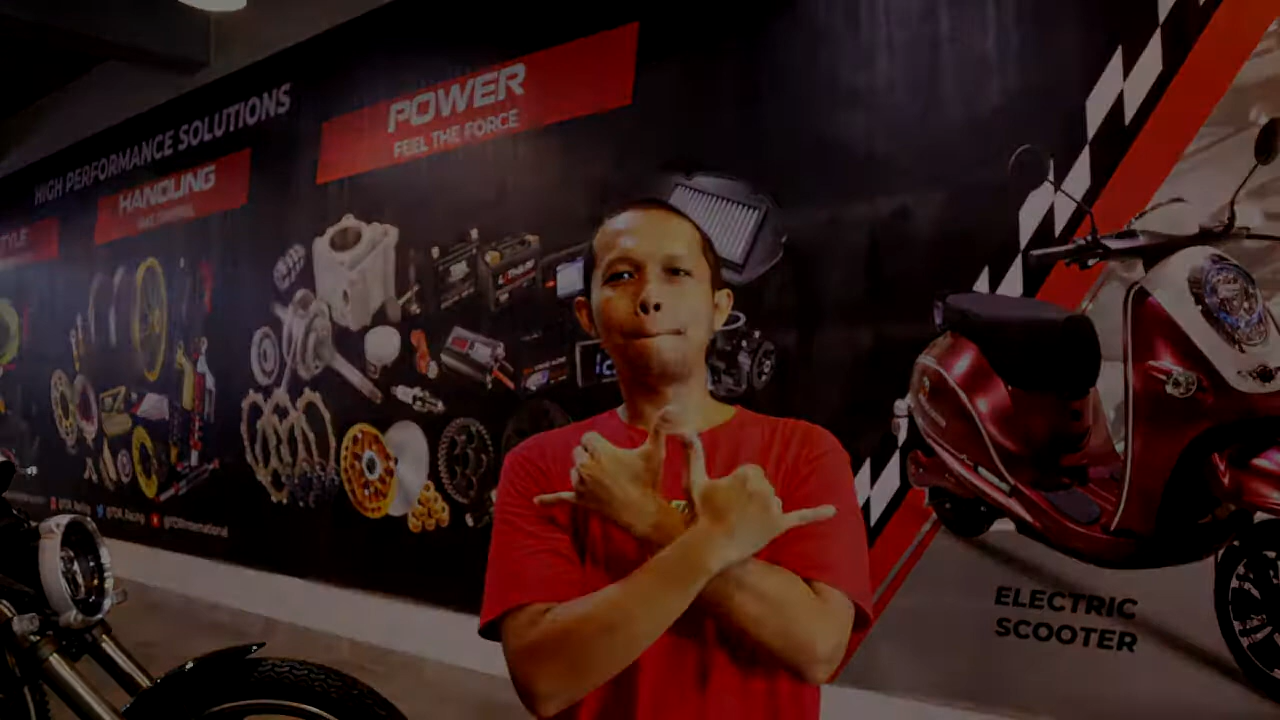 HIGH PERFORMANCE SOLUTIONS
HANDLING
POWER
FEEL THE FORCE
ELECTRIC
SCOOTER